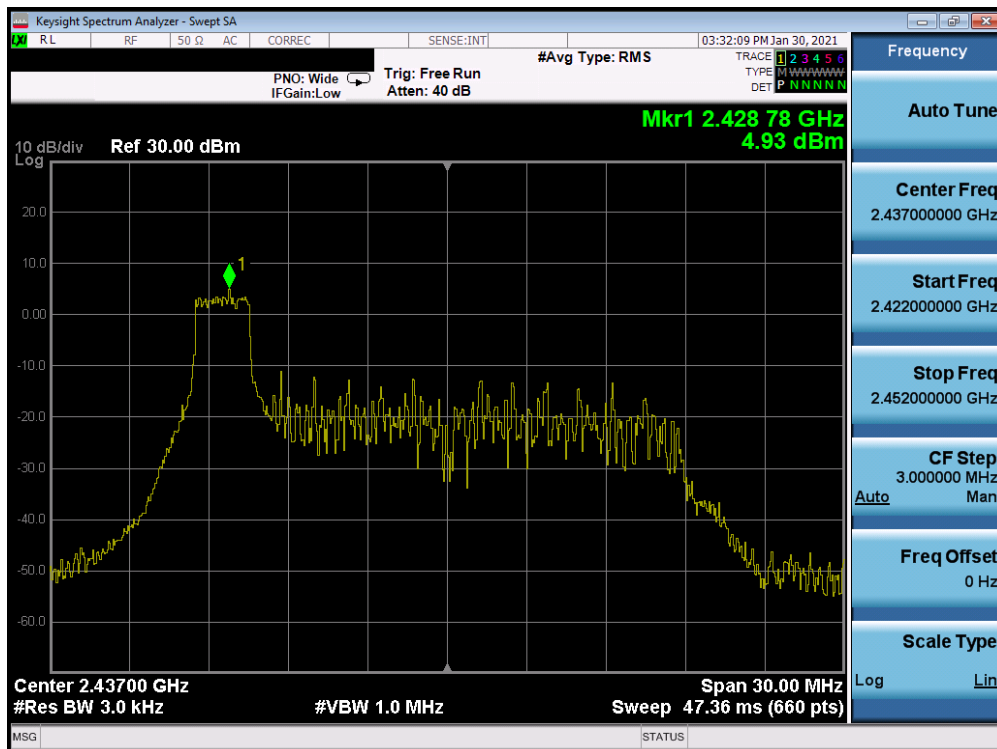 Keysight Spectrum Analyzer - Swept SA
LXI RL RF 50 Ω AC CORREC SENSE:INT 03:32:09 PM Jan 30, 2021
#Avg Type: RMS
TRACE 1 2 3 4 5 6
PNO: Wide
IFGain:Low
Trig: Free Run
Atten: 40 dB
TYPE M WWWWW
DET P N N N N N
Mkr1 2.428 78 GHz
4.93 dBm
10 dB/div
Log
Ref 30.00 dBm
20.0
10.0
0.00
-10.0
-20.0
-30.0
-40.0
-50.0
-60.0
1
Center 2.43700 GHz
Span 30.00 MHz
#Res BW 3.0 kHz
#VBW 1.0 MHz
Sweep 47.36 ms (660 pts)
MSG
STATUS
Frequency
Auto Tune
Center Freq
2.437000000 GHz
Start Freq
2.422000000 GHz
Stop Freq
2.452000000 GHz
CF Step
3.000000 MHz
Auto Man
Freq Offset
0 Hz
Scale Type
Log Lin